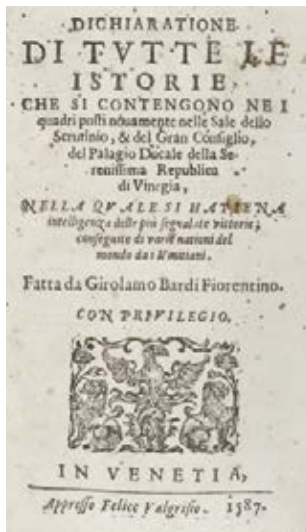 DICHIARATIONE
DI TVTTE LE
ISTORIE,
CHE SI CONTENGONO NE I
quadri posti nouamente nelle Sale dello
Scrutinio, & del Gran Consiglio,
del Palagio Ducale della Se-
renissima Republica
di Vinegia,
NELLA QVALE SI HA PIENA
intelligenza delle più segnalate vittorie;
conseguite di varie nationi del
mondo da i Vinitiani.
Fatta da Girolamo Bardi Fiorentino.
CON PRIVILEGIO.
IN VENETIA,
Appresso Felice Valgrisio. 1587.